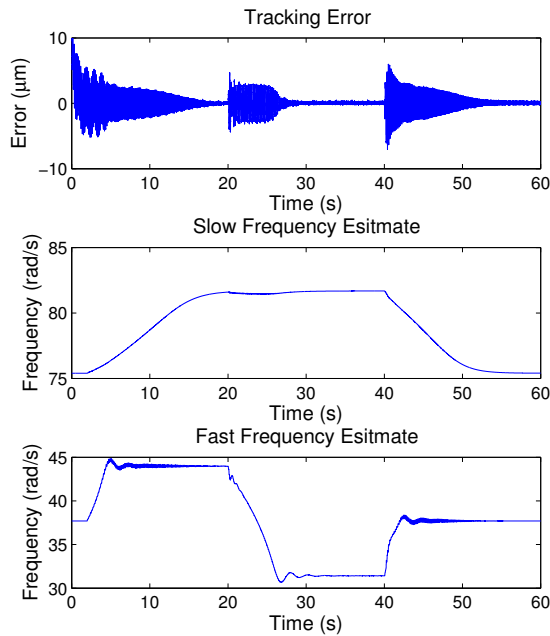 Tracking Error
10
0
−10
Error (μm)
0 10 20 30 40 50 60
Time (s)
Slow Frequency Esitmate
85
80
75
Frequency (rad/s)
0 10 20 30 40 50 60
Time (s)
Fast Frequency Esitmate
45
40
35
30
Frequency (rad/s)
0 10 20 30 40 50 60
Time (s)